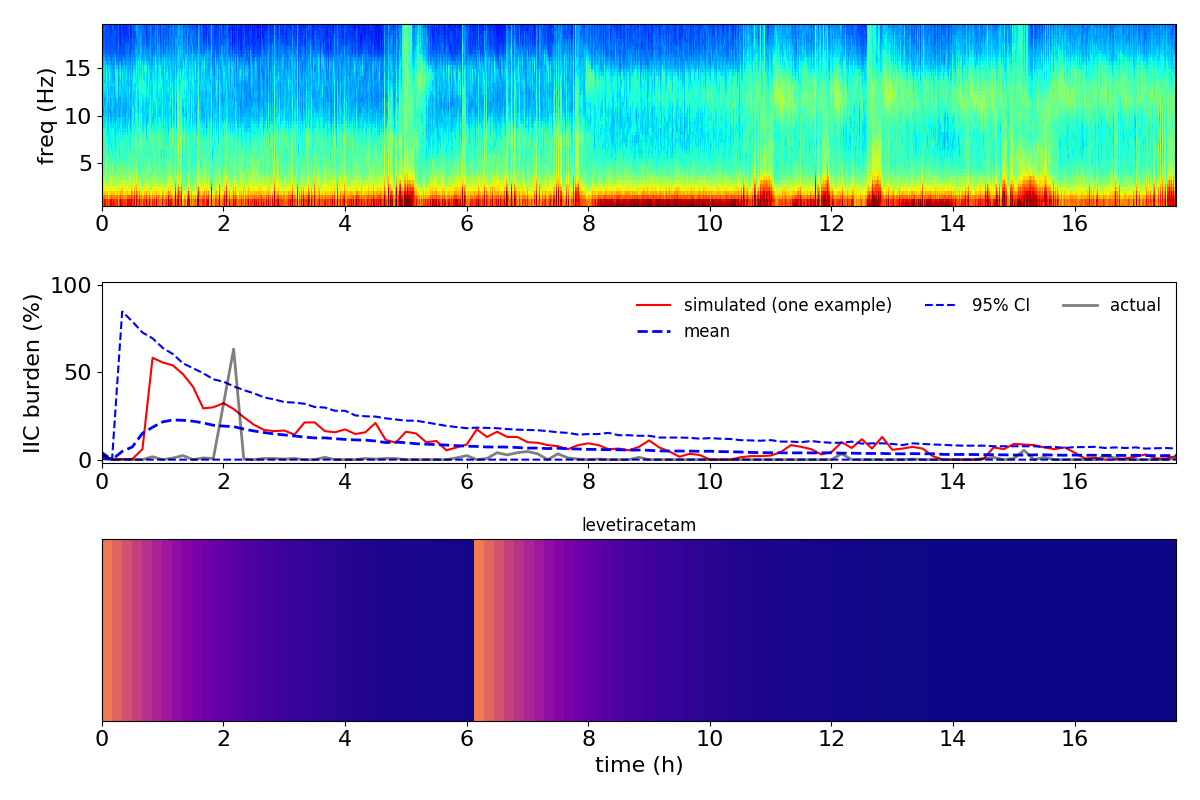 15
10
5
freq (Hz)
0 2 4 6 8 10 12 14 16
100
50
0
IIC burden (%)
simulated (one example) 95% CI actual
mean
0 2 4 6 8 10 12 14 16
levetiracetam
0 2 4 6 8 10 12 14 16
time (h)